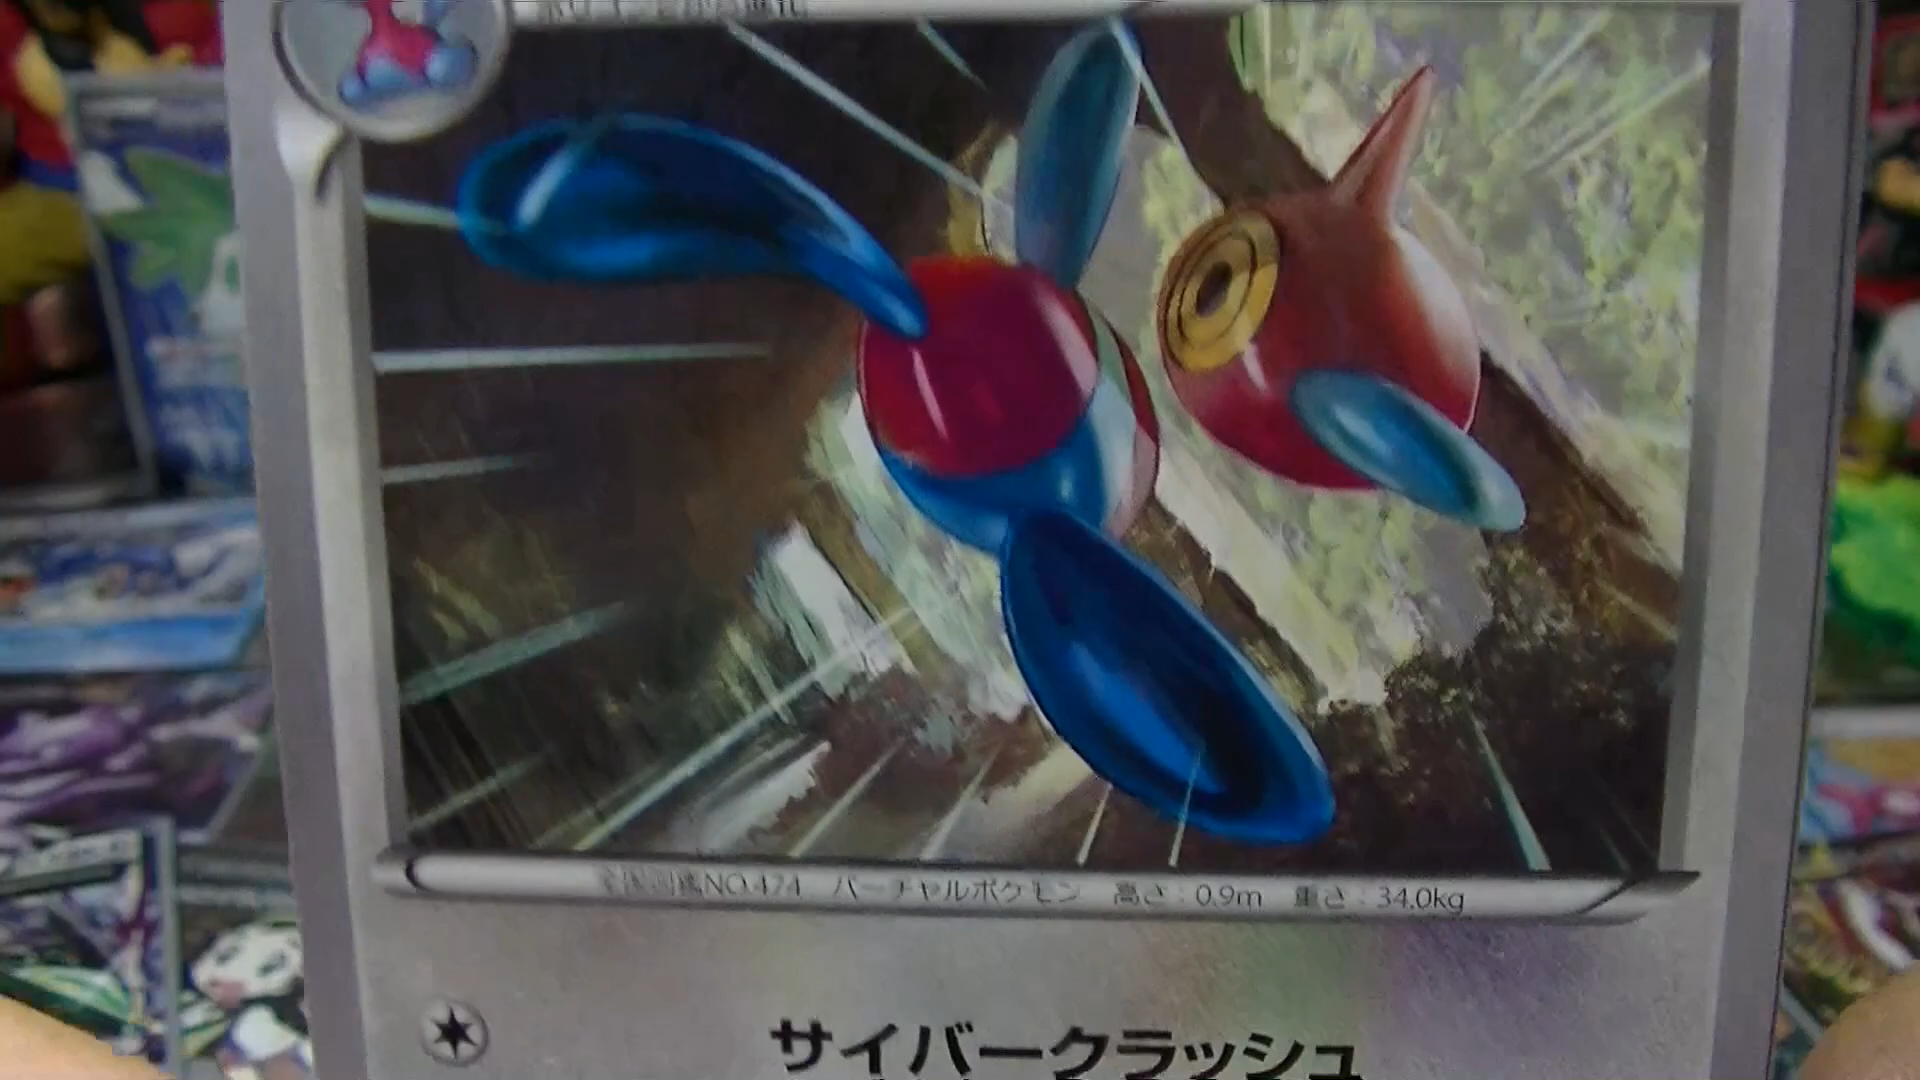 全国図鑑NO.474 バーチャルポケモン 高さ：0.9m 重さ：34.0kg
サイバークラッシュ